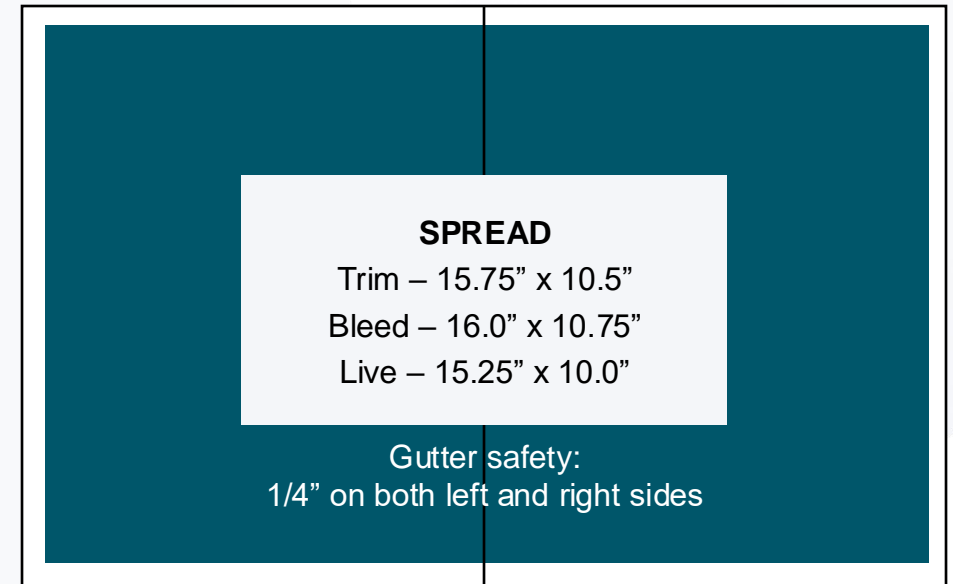 SPREAD
Trim – 15.75” x 10.5”
Bleed – 16.0” x 10.75”
Live – 15.25” x 10.0”
Gutter safety:
1/4” on both left and right sides